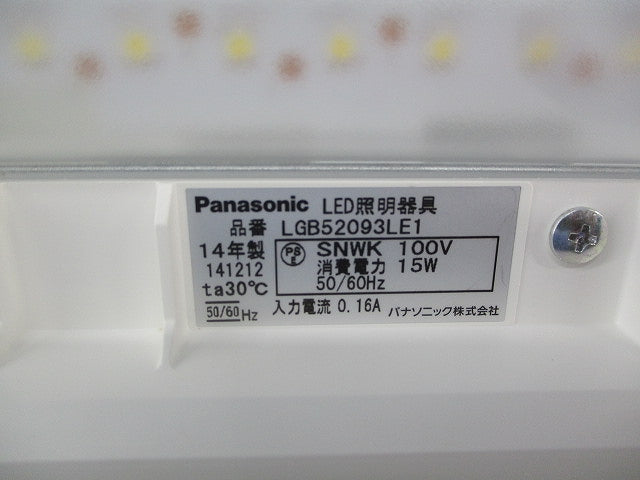 Panasonic LED照明器具
品番 LGB52093LE1
14年製 PS E SNWK 100V
141212 消費電力 15W
ta30℃ 50/60Hz
50/60 Hz 入力電流 0.16A パナソニック株式会社